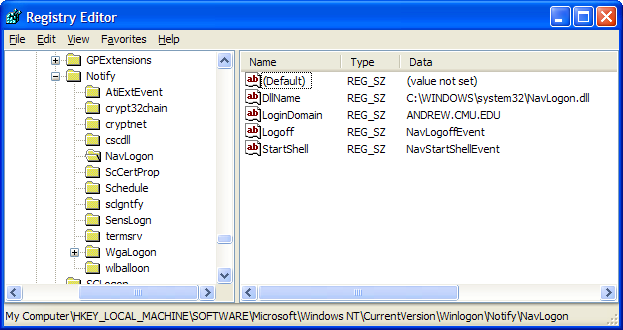 Registry Editor
File Edit View Favorites Help
GPExtensions
Notify
AtiExtEvent
crypt32chain
cryptnet
cscdll
NavLogon
ScCertProp
Schedule
sclgntfy
SensLogn
termsrv
WgaLogon
wlballoon
Name Type Data
(Default) REG_SZ (value not set)
DllName REG_SZ C:\WINDOWS\system32\NavLogon.dll
LoginDomain REG_SZ ANDREW.CMU.EDU
Logoff REG_SZ NavLogoffEvent
StartShell REG_SZ NavStartShellEvent
My Computer\HKEY_LOCAL_MACHINE\SOFTWARE\Microsoft\Windows NT\CurrentVersion\Winlogon\Notify\NavLogon